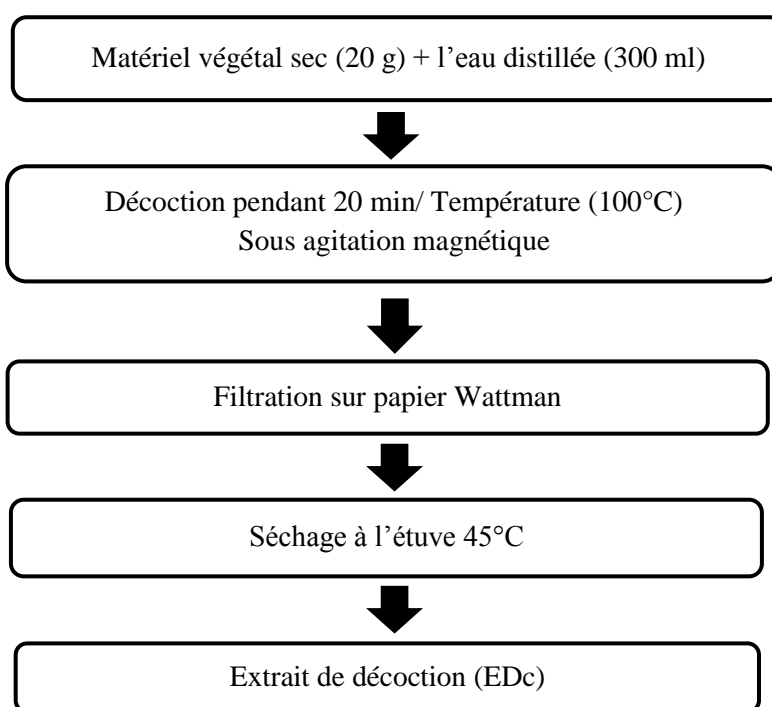 Matériel végétal sec (20 g) + l’eau distillée (300 ml)
Décoction pendant 20 min/ Température (100°C)
Sous agitation magnétique
Filtration sur papier Wattman
Séchage à l’étuve 45°C
Extrait de décoction (EDc)